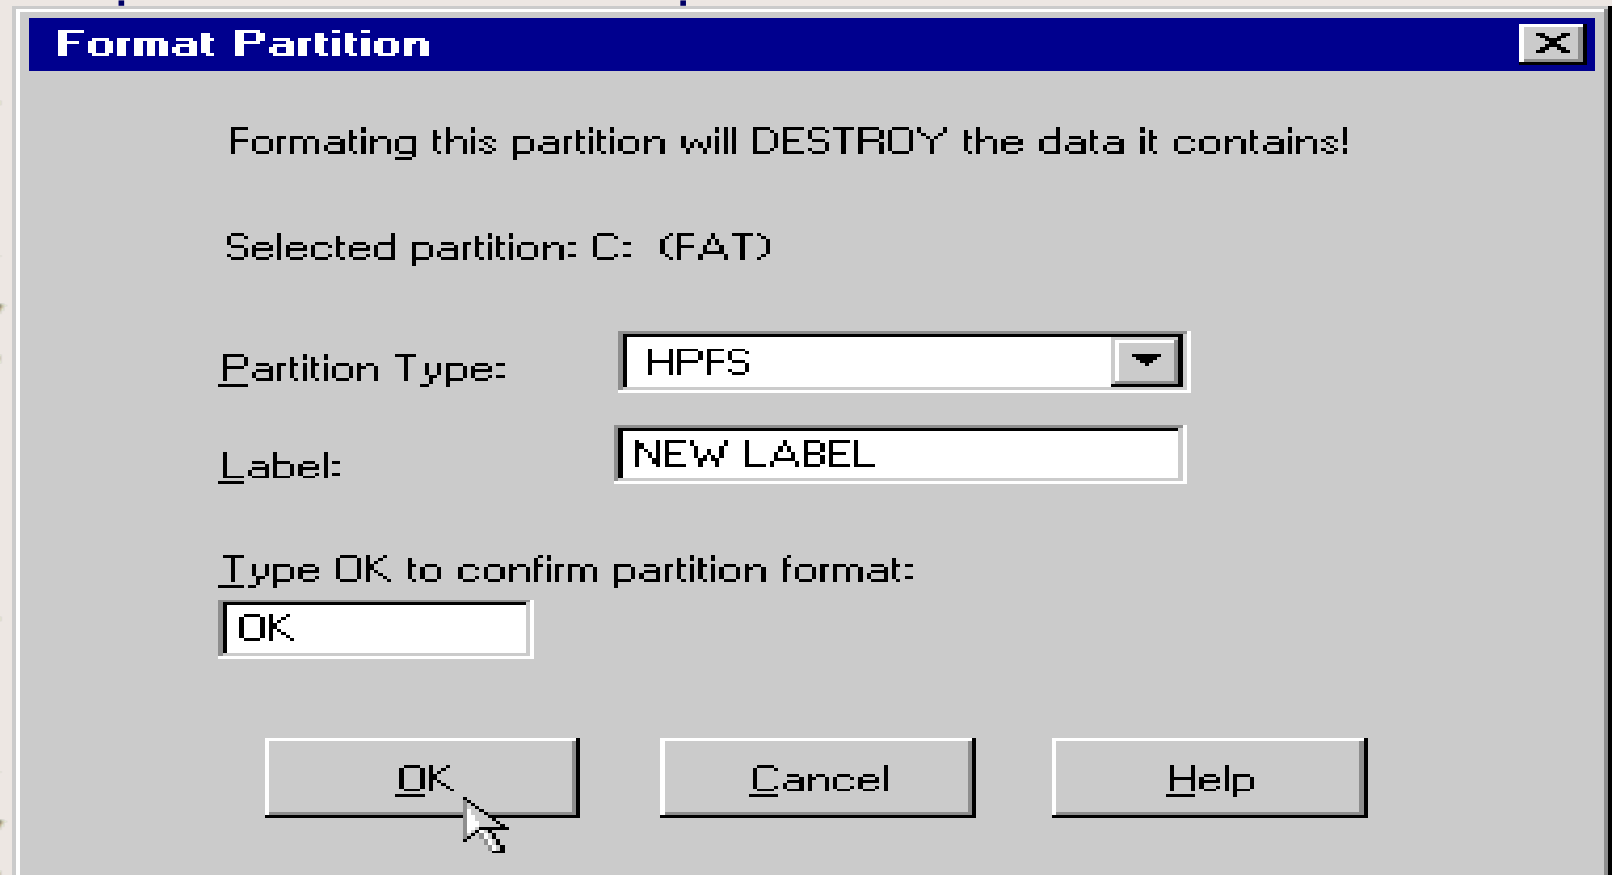 Format Partition
Formating this partition will DESTROY the data it contains!
Selected partition: C: (FAT)
Partition Type: HPFS
Label: NEW LABEL
Type OK to confirm partition format:
OK
OK Cancel Help